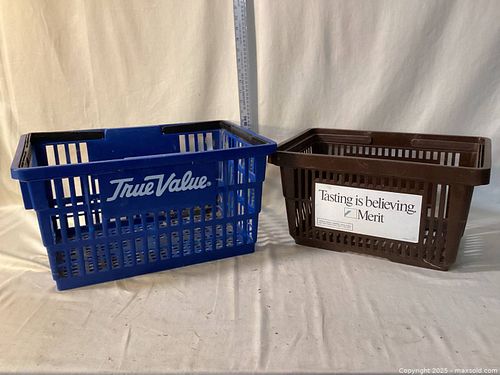 True Value.
Tasting is believing.
Merit
Copyright 2025 - maxsold.com